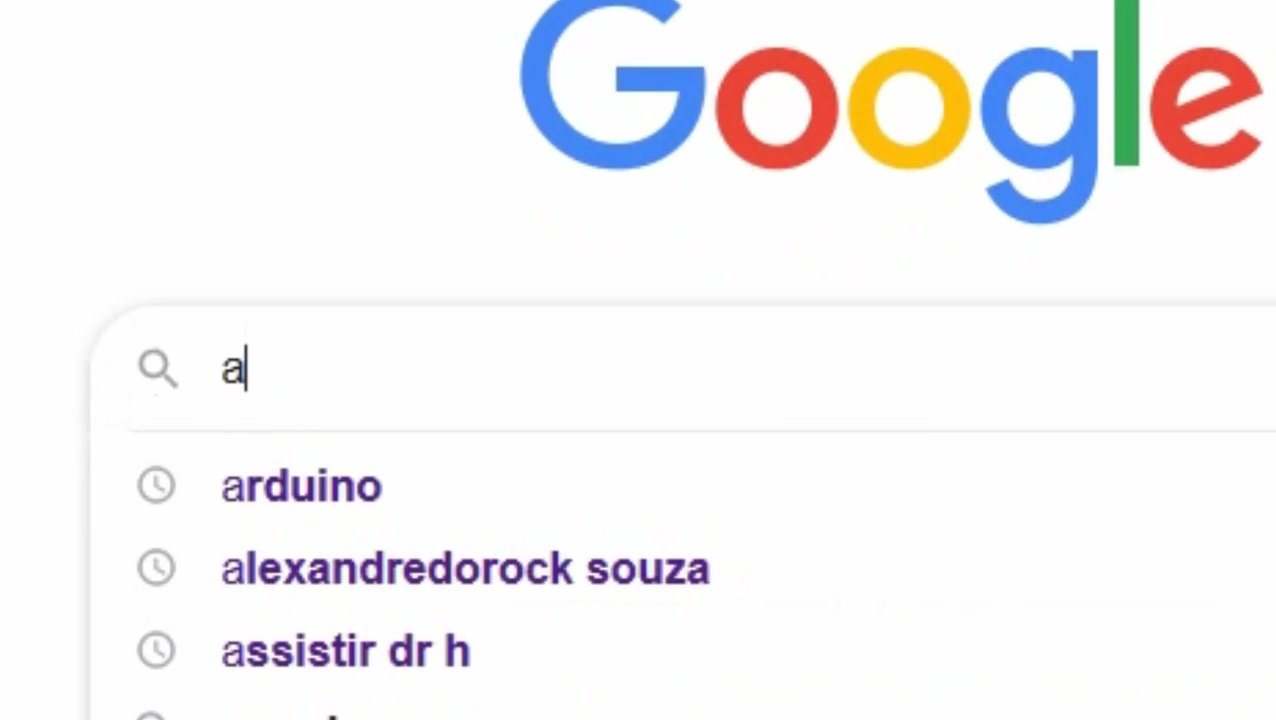 Google
a
arduino
alexandredorock souza
assistir dr h